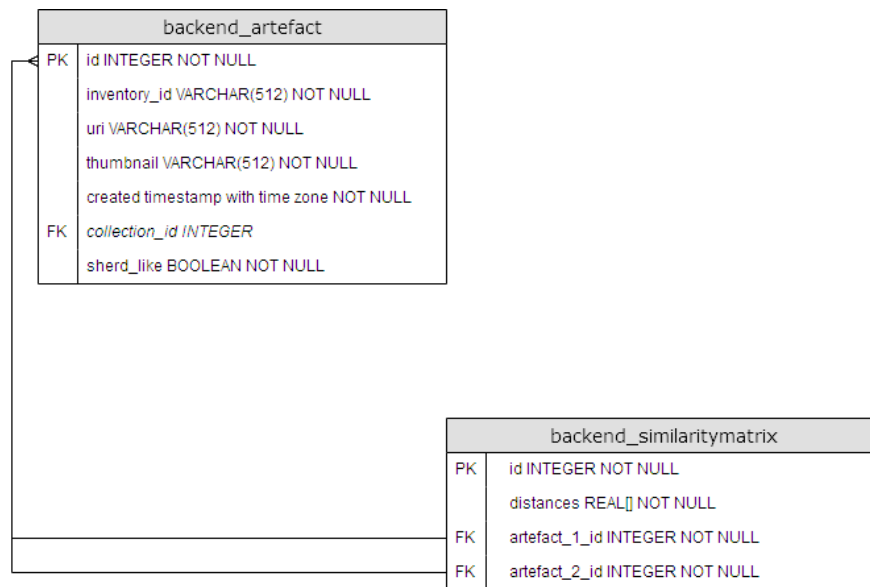 backend_artefact
PK id INTEGER NOT NULL
inventory_id VARCHAR(512) NOT NULL
uri VARCHAR(512) NOT NULL
thumbnail VARCHAR(512) NOT NULL
created timestamp with time zone NOT NULL
FK collection_id INTEGER
sherd_like BOOLEAN NOT NULL
backend_similaritymatrix
PK id INTEGER NOT NULL
distances REAL[] NOT NULL
FK artefact_1_id INTEGER NOT NULL
FK artefact_2_id INTEGER NOT NULL